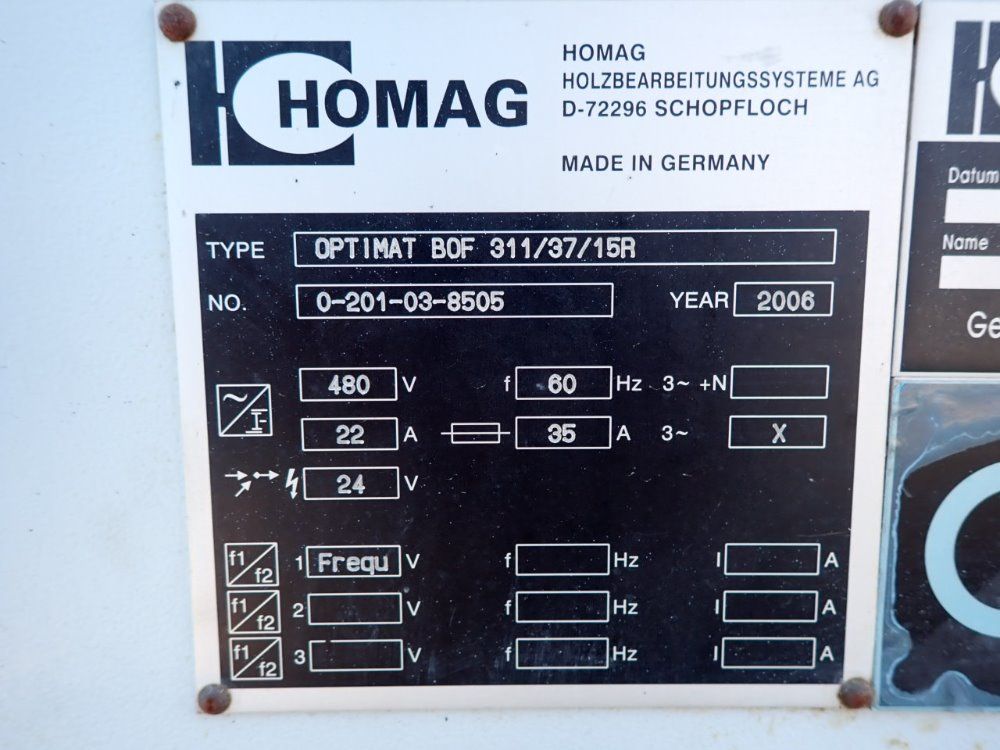 HOMAG
HOMAG
HOLZBEARBEITUNGSSYSTEME AG
D-72296 SCHOPFLOCH
MADE IN GERMANY
TYPE OPTIMAT BOF 311/37/15R
NO. 0-201-03-8505 YEAR 2006
480 V f 60 Hz 3~ +N
22 A 35 A 3~ X
24 V
f1/f2 1 Frequ V f Hz I A
f1/f2 2 V f Hz I A
f1/f2 3 V f Hz I A
Datum
Name